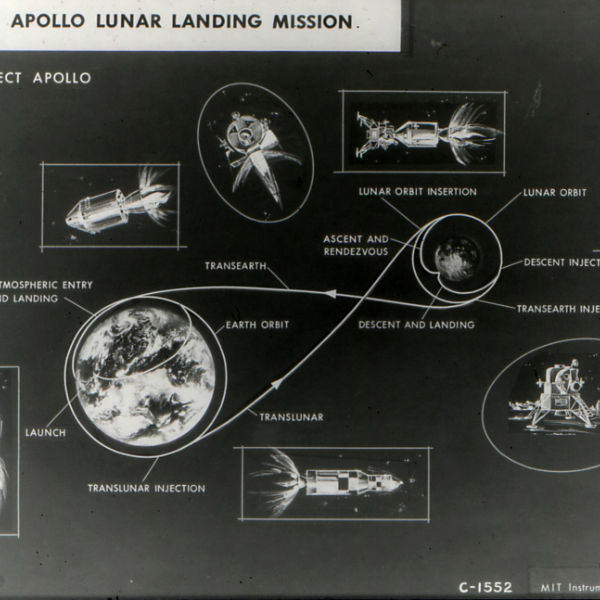 APOLLO LUNAR LANDING MISSION
ECT APOLLO
LUNAR ORBIT INSERTION
LUNAR ORBIT
ASCENT AND
RENDEZVOUS
TRANSEARTH
DESCENT INJECT
TMOSPHERIC ENTRY
ND LANDING
TRANSEARTH INJE
EARTH ORBIT
DESCENT AND LANDING
TRANSLUNAR
LAUNCH
TRANSLUNAR INJECTION
C-1552
MIT Instrum